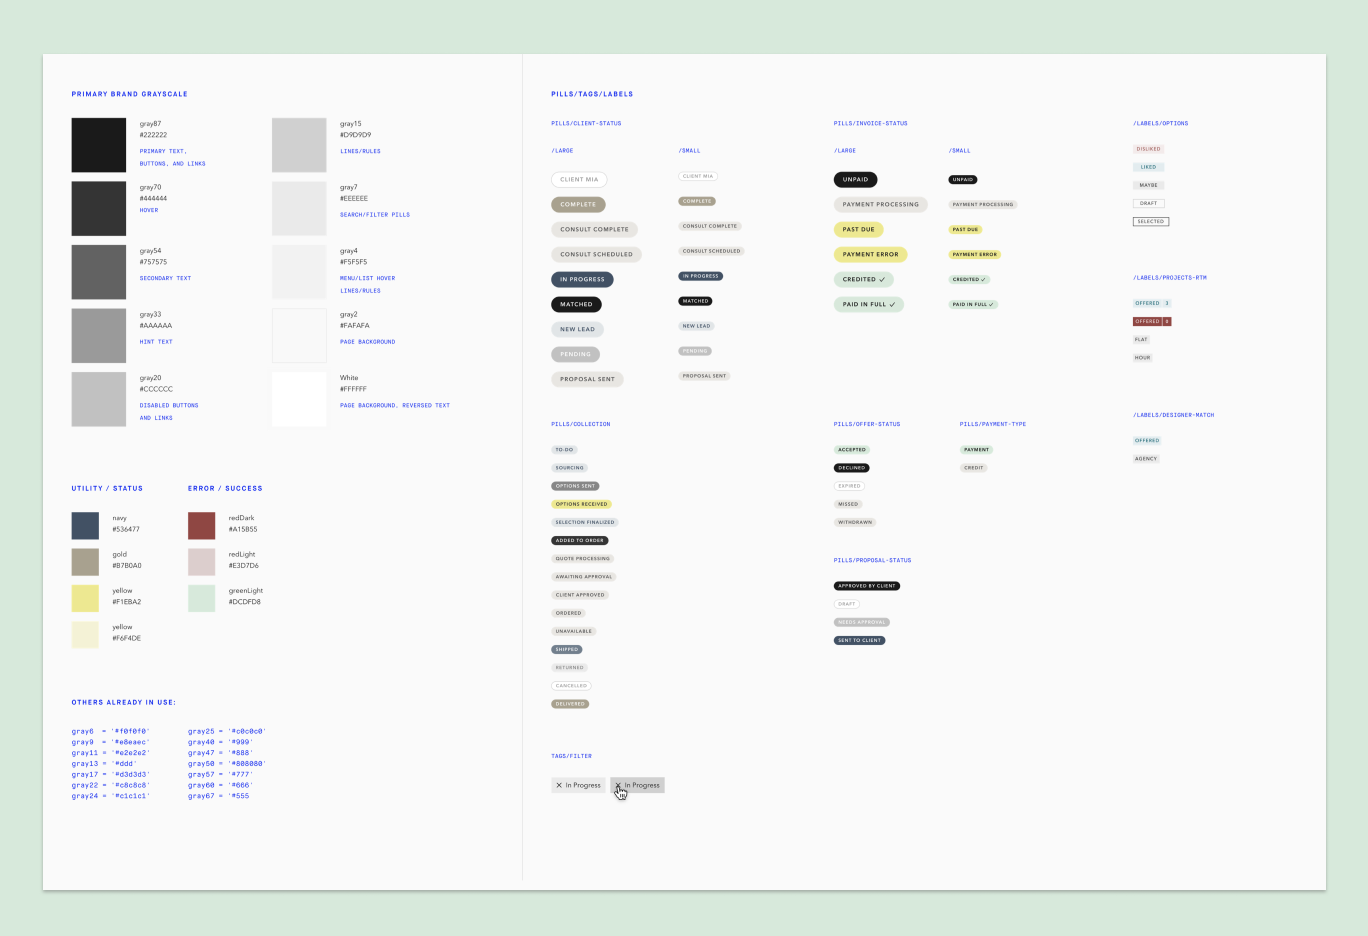 PRIMARY BRAND GRAYSCALE
gray87
#222222
PRIMARY TEXT,
BUTTONS, AND LINKS
gray70
#444444
HOVER
gray54
#757575
SECONDARY TEXT
gray33
#AAAAAA
HINT TEXT
gray20
#CCCCCC
DISABLED BUTTONS
AND LINKS
gray15
#D9D9D9
LINES/RULES
gray7
#EEEEEE
SEARCH/FILTER PILLS
gray4
#F5F5F5
MENU/LIST HOVER
LINES/RULES
gray2
#FAFAFA
PAGE BACKGROUND
White
#FFFFFF
PAGE BACKGROUND, REVERSED TEXT
UTILITY / STATUS
navy
#536477
gold
#B7B0A0
yellow
#F1EBA2
yellow
#F6F4DE
ERROR / SUCCESS
redDark
#A15B55
redLight
#E3D7D6
greenLight
#DCDFD8
OTHERS ALREADY IN USE:
gray6 = '#f0f0f0'
gray9 = '#e8eaec'
gray11 = '#e2e2e2'
gray13 = '#ddd'
gray17 = '#d3d3d3'
gray22 = '#c8c8c8'
gray24 = '#c1c1c1'
gray25 = '#c0c0c0'
gray40 = '#999'
gray47 = '#888'
gray50 = '#808080'
gray57 = '#777'
gray60 = '#666'
gray67 = '#555
PILLS/TAGS/LABELS
PILLS/CLIENT-STATUS
/LARGE
CLIENT MIA
COMPLETE
CONSULT COMPLETE
CONSULT SCHEDULED
IN PROGRESS
MATCHED
NEW LEAD
PENDING
PROPOSAL SENT
/SMALL
CLIENT MIA
COMPLETE
CONSULT COMPLETE
CONSULT SCHEDULED
IN PROGRESS
MATCHED
NEW LEAD
PENDING
PROPOSAL SENT
PILLS/INVOICE-STATUS
/LARGE
UNPAID
PAYMENT PROCESSING
PAST DUE
PAYMENT ERROR
CREDITED ✓
PAID IN FULL ✓
/SMALL
UNPAID
PAYMENT PROCESSING
PAST DUE
PAYMENT ERROR
CREDITED ✓
PAID IN FULL ✓
/LABELS/OPTIONS
DISLIKED
LIKED
MAYBE
DRAFT
SELECTED
/LABELS/PROJECTS-RTM
OFFERED 3
OFFERED
FLAT
HOUR
/LABELS/DESIGNER-MATCH
OFFERED
AGENCY
PILLS/COLLECTION
TO-DO
SOURCING
OPTIONS SENT
OPTIONS RECEIVED
SELECTION FINALIZED
ADDED TO ORDER
QUOTE PROCESSING
AWAITING APPROVAL
CLIENT APPROVED
ORDERED
UNAVAILABLE
SHIPPED
RETURNED
CANCELLED
DELIVERED
PILLS/OFFER-STATUS
ACCEPTED
DECLINED
EXPIRED
MISSED
WITHDRAWN
PILLS/PAYMENT-TYPE
PAYMENT
CREDIT
PILLS/PROPOSAL-STATUS
APPROVED BY CLIENT
DRAFT
NEEDS APPROVAL
SENT TO CLIENT
TAGS/FILTER
✕ In Progress
✕ In Progress